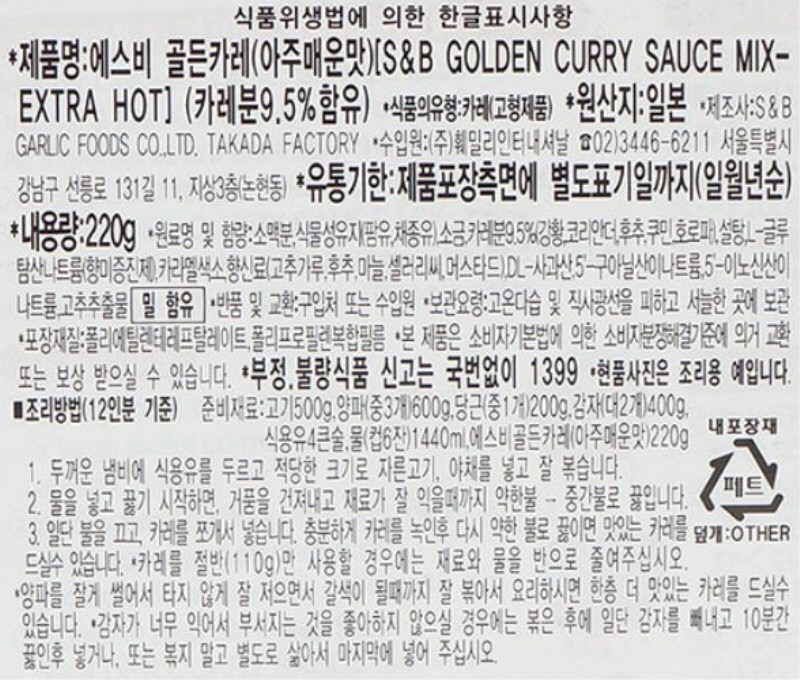 식품위생법에 의한 한글표시사항
*제품명:에스비 골든카레(아주매운맛)[S&B GOLDEN CURRY SAUCE MIX-
EXTRA HOT] (카레분9.5%함유) *식품의유형:카레(고형제품) *원산지:일본 *제조사:S&B
GARLIC FOODS CO.,LTD. TAKADA FACTORY *수입원:(주)훼밀리인터내셔날 ☎02)3446-6211 서울특별시
강남구 선릉로 131길 11, 지상3층(논현동) *유통기한:제품포장측면에 별도표기일까지(일월년순)
*내용량:220g *원료명 및 함량:소맥분,식물성유지(팜유,채종유),소금,카레분9.5%(강황,코리안더,후추,쿠민,호로파),설탕,L-글루
탐산나트륨(향미증진제),카라멜색소,향신료(고추가루,후추,마늘,셀러리씨,머스타드),DL-사과산,5'-구아닐산이나트륨,5'-이노신산이
나트륨,고추추출물 밀 함유 *반품 및 교환:구입처 또는 수입원 *보관요령:고온다습 및 직사광선을 피하고 서늘한 곳에 보관
*포장재질:폴리에틸렌테레프탈레이트,폴리프로필렌복합필름 *본 제품은 소비자기본법에 의한 소비자분쟁해결기준에 의거 교환
또는 보상 받으실 수 있습니다. *부정,불량식품 신고는 국번없이 1399 *현품사진은 조리용 예입니다.
■조리방법(12인분 기준) 준비재료:고기500g,양파(중3개)600g,당근(중1개)200g,감자(대2개)400g,
식용유4큰술,물(컵6잔)1440ml,에스비골든카레(아주매운맛)220g
내포장재
페트
덮개:OTHER
1. 두꺼운 냄비에 식용유를 두르고 적당한 크기로 자른고기, 야채를 넣고 잘 볶습니다.
2. 물을 넣고 끓기 시작하면, 거품을 건져내고 재료가 잘 익을때까지 약한불 - 중간불로 끓입니다.
3. 일단 불을 끄고, 카레를 쪼개서 넣습니다. 충분하게 카레를 녹인후 다시 약한 불로 끓이면 맛있는 카레를
드실수 있습니다. *카레를 절반(110g)만 사용할 경우에는 재료와 물을 반으로 줄여주십시오.
*양파를 잘게 썰어서 타지 않게 잘 저으면서 갈색이 될때까지 잘 볶아서 요리하시면 한층 더 맛있는 카레를 드실수
있습니다. *감자가 너무 익어서 부서지는 것을 좋아하지 않으실 경우에는 볶은 후에 일단 감자를 빼내고 10분간
끓인후 넣거나, 또는 볶지 말고 별도로 삶아서 마지막에 넣어 주십시오.